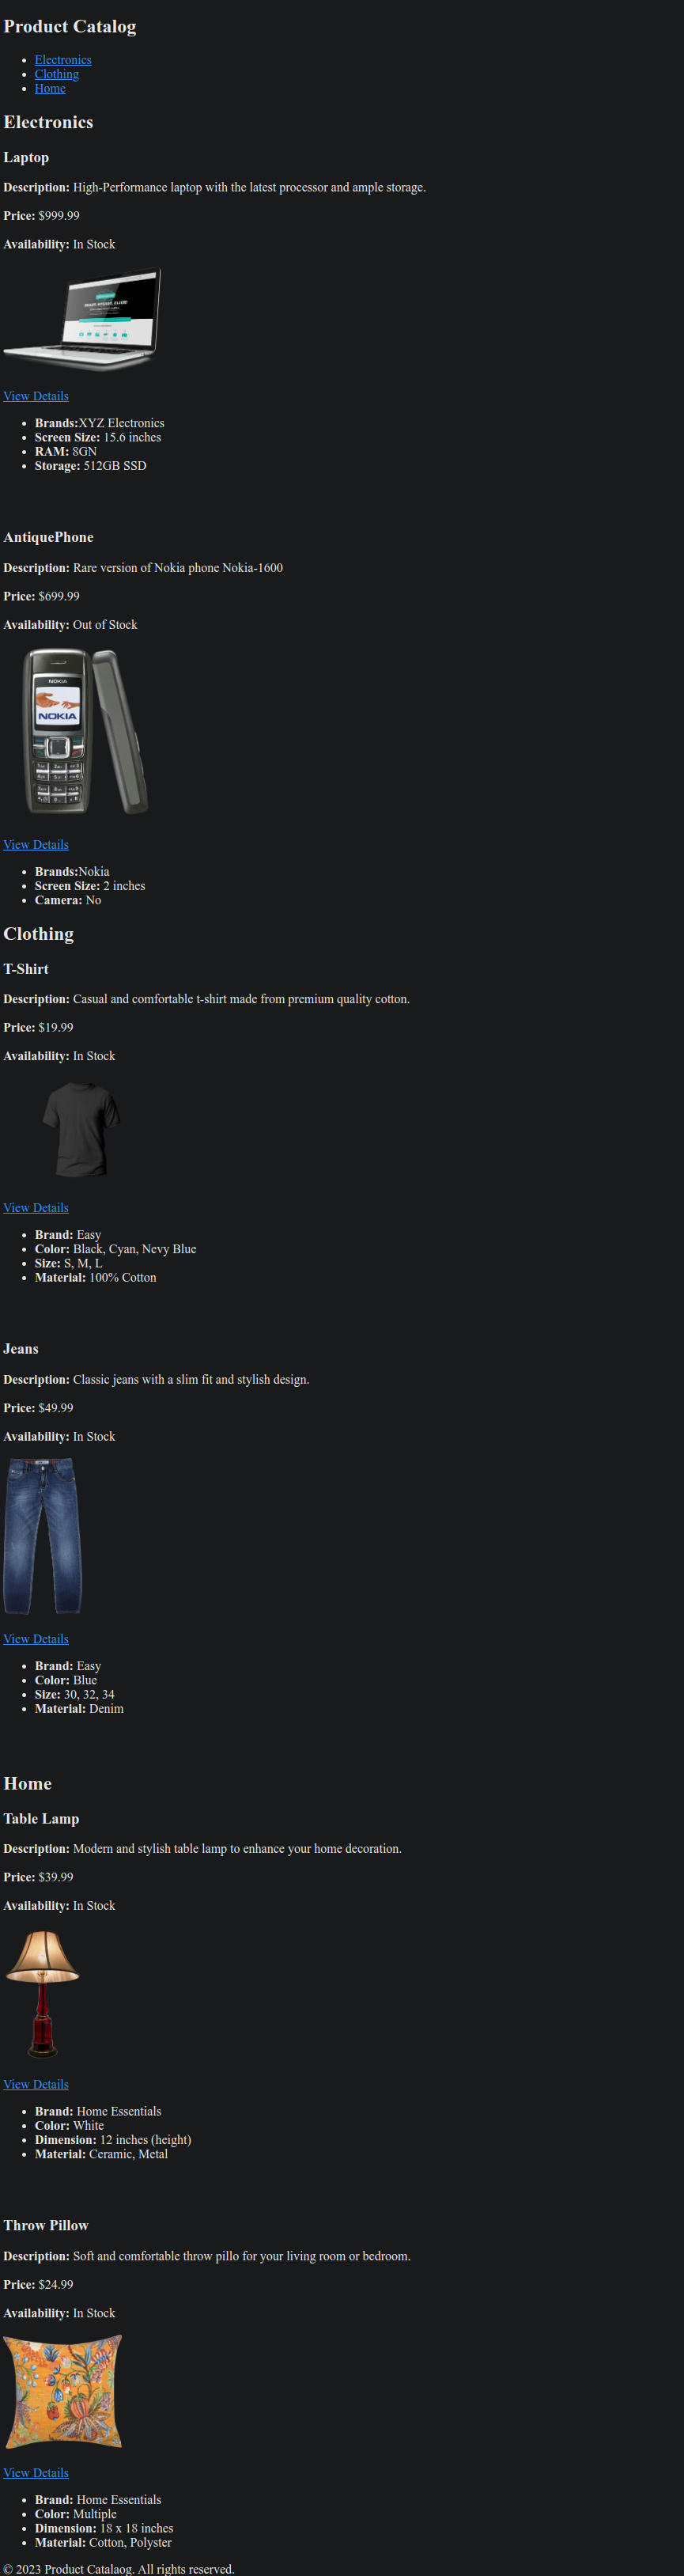 Product Catalog
Electronics
Clothing
Home
Electronics
Laptop
Description: High-Performance laptop with the latest processor and ample storage.
Price: $999.99
Availability: In Stock
View Details
Brands:XYZ Electronics
Screen Size: 15.6 inches
RAM: 8GN
Storage: 512GB SSD
AntiquePhone
Description: Rare version of Nokia phone Nokia-1600
Price: $699.99
Availability: Out of Stock
NOKIA
NOKIA
View Details
Brands:Nokia
Screen Size: 2 inches
Camera: No
Clothing
T-Shirt
Description: Casual and comfortable t-shirt made from premium quality cotton.
Price: $19.99
Availability: In Stock
View Details
Brand: Easy
Color: Black, Cyan, Nevy Blue
Size: S, M, L
Material: 100% Cotton
Jeans
Description: Classic jeans with a slim fit and stylish design.
Price: $49.99
Availability: In Stock
View Details
Brand: Easy
Color: Blue
Size: 30, 32, 34
Material: Denim
Home
Table Lamp
Description: Modern and stylish table lamp to enhance your home decoration.
Price: $39.99
Availability: In Stock
View Details
Brand: Home Essentials
Color: White
Dimension: 12 inches (height)
Material: Ceramic, Metal
Throw Pillow
Description: Soft and comfortable throw pillo for your living room or bedroom.
Price: $24.99
Availability: In Stock
View Details
Brand: Home Essentials
Color: Multiple
Dimension: 18 x 18 inches
Material: Cotton, Polyster
© 2023 Product Catalaog. All rights reserved.